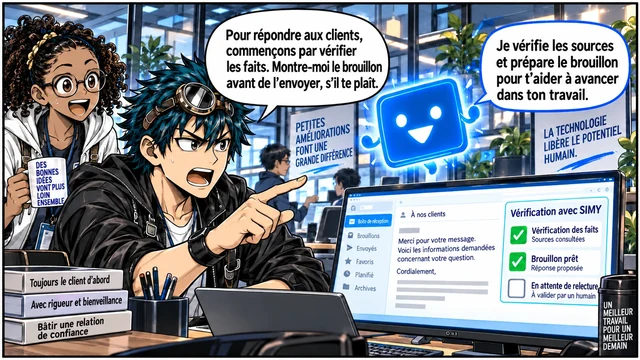 Pour répondre aux clients,
commençons par vérifier
les faits. Montre-moi le brouillon
avant de l'envoyer, s'il te plaît.
Je vérifie les sources
et prépare le brouillon
pour t'aider à avancer
dans ton travail.
PETITES
AMÉLIORATIONS
FONT UNE
GRANDE DIFFÉRENCE
LA TECHNOLOGIE
LIBÈRE LE POTENTIEL
HUMAIN.
DES
BONNES
IDÉES
VONT PLUS
LOIN
ENSEMBLE
Boîte de réception
Brouillons
Envoyés
Favoris
Planifié
Archives
À nos clients
Merci pour votre message.
Voici les informations demandées
concernant votre question.
Cordialement,
Vérification avec SIMY
Vérification des faits
Sources consultées
Brouillon prêt
Réponse proposée
En attente de relecture
À valider par un humain
Toujours le client d'abord
Avec rigueur et bienveillance
Bâtir une relation
de confiance
UN
MEILLEUR
TRAVAIL
POUR UN
MEILLEUR
DEMAIN